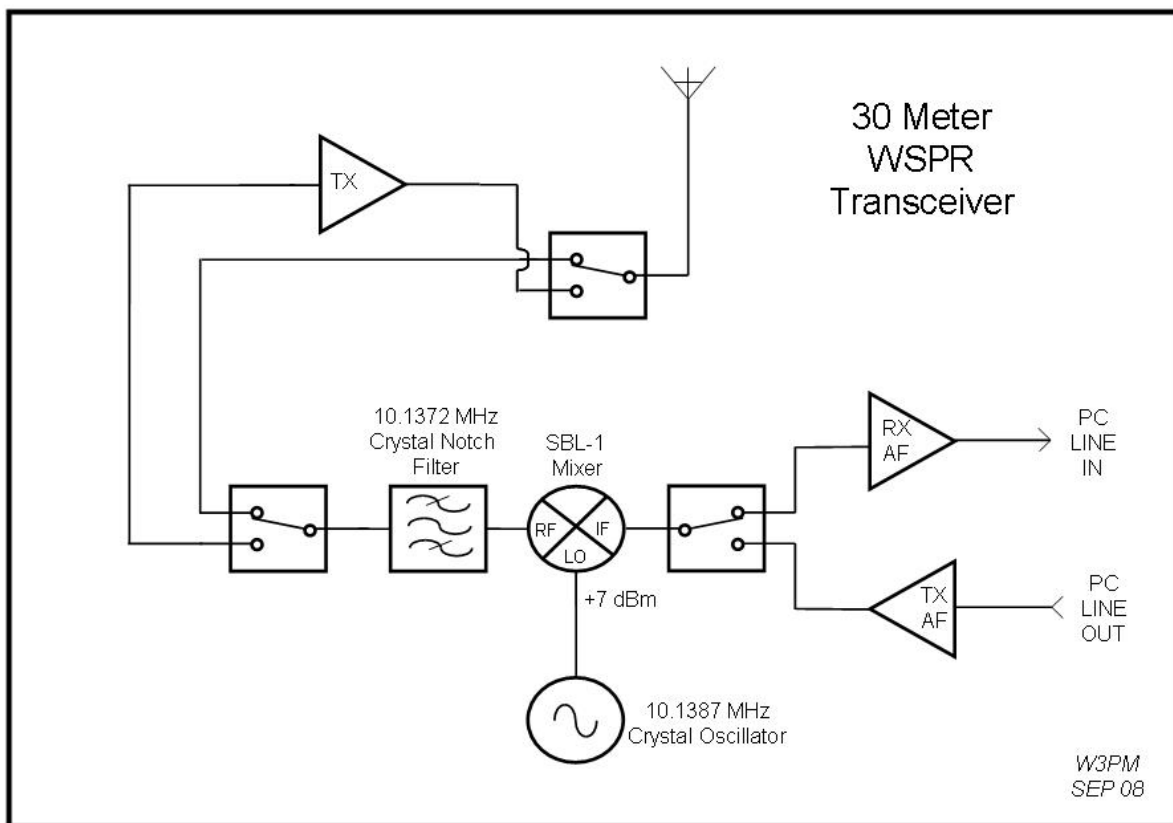 30 Meter
WSPR
Transceiver
TX
10.1372 MHz
Crystal Notch
Filter
SBL-1
Mixer
RF
IF
LO
+7 dBm
RX
AF
PC
LINE
IN
TX
AF
PC
LINE
OUT
10.1387 MHz
Crystal Oscillator
W3PM
SEP 08